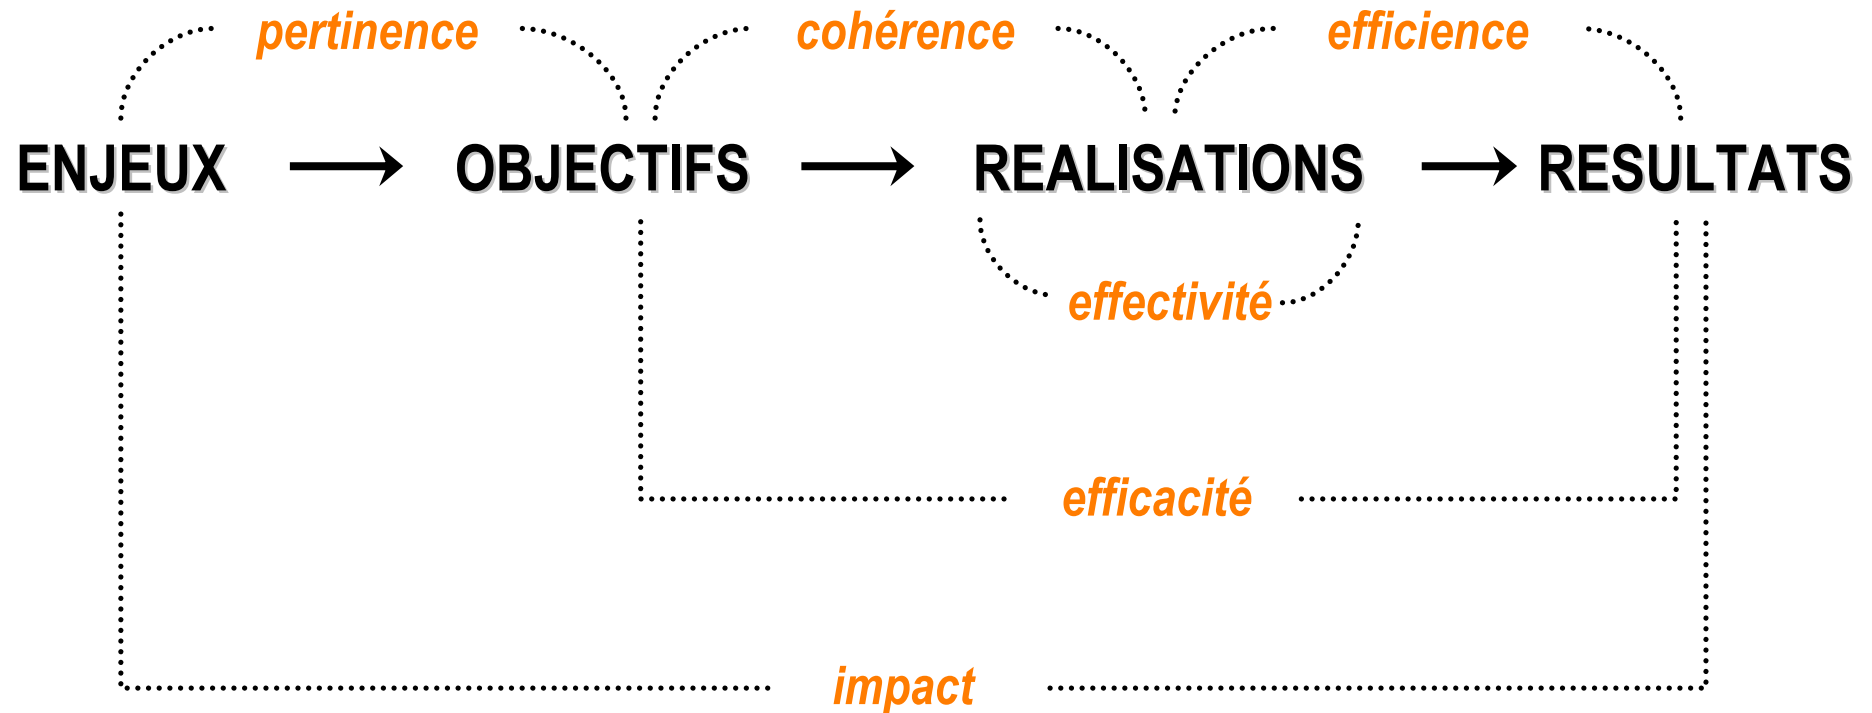 pertinence cohérence efficience
ENJEUX OBJECTIFS REALISATIONS RESULTATS
effectivité
efficacité
impact